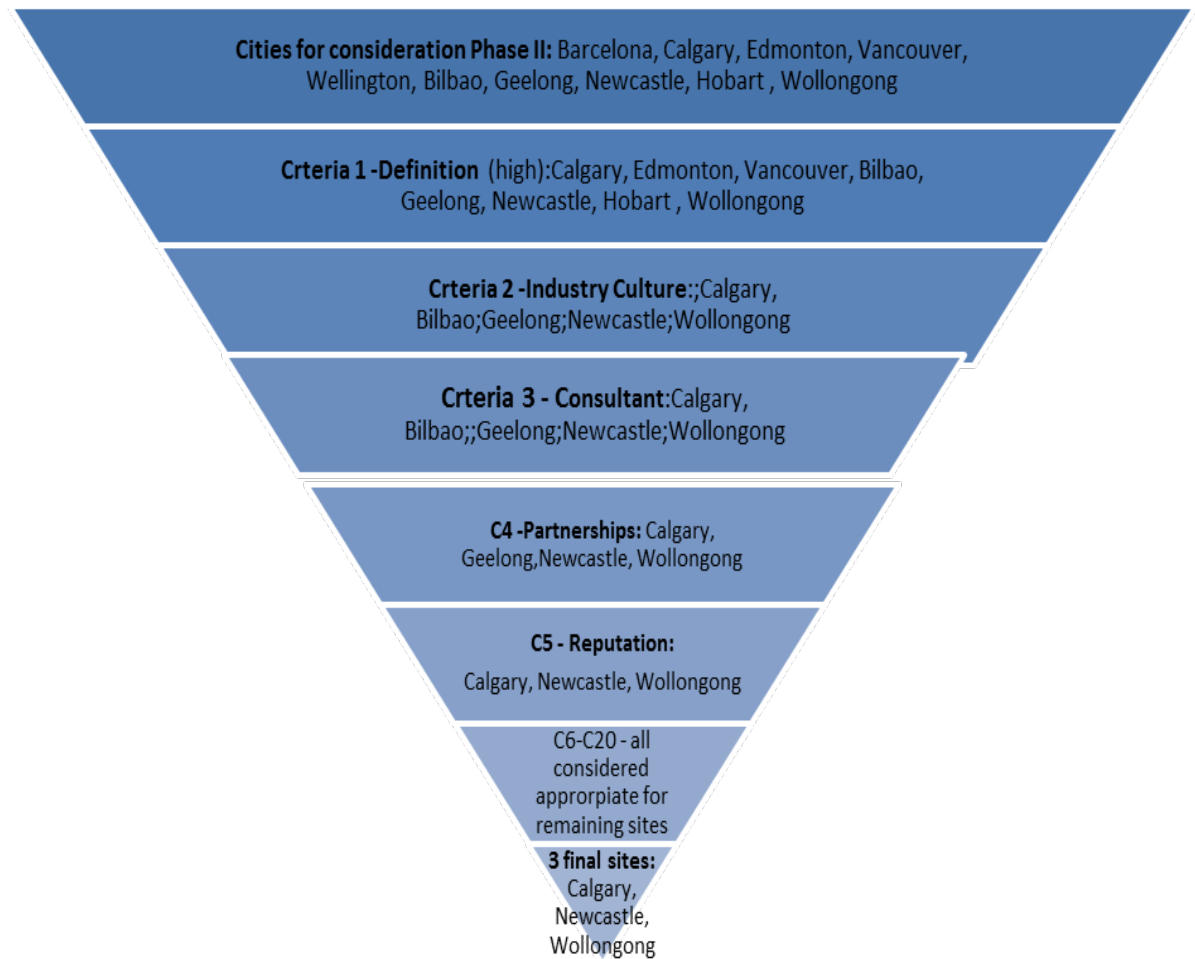 Cities for consideration Phase II: Barcelona, Calgary, Edmonton, Vancouver,
Wellington, Bilbao, Geelong, Newcastle, Hobart , Wollongong
Crteria 1 -Definition (high):Calgary, Edmonton, Vancouver, Bilbao,
Geelong, Newcastle, Hobart , Wollongong
Crteria 2 -Industry Culture:;Calgary,
Bilbao;Geelong;Newcastle;Wollongong
Crteria 3 - Consultant:Calgary,
Bilbao;;Geelong;Newcastle;Wollongong
C4 -Partnerships: Calgary,
Geelong,Newcastle, Wollongong
C5 - Reputation:
Calgary, Newcastle, Wollongong
C6-C20 - all
considered
approrpiate for
remaining sites
3 final sites:
Calgary,
Newcastle,
Wollongong